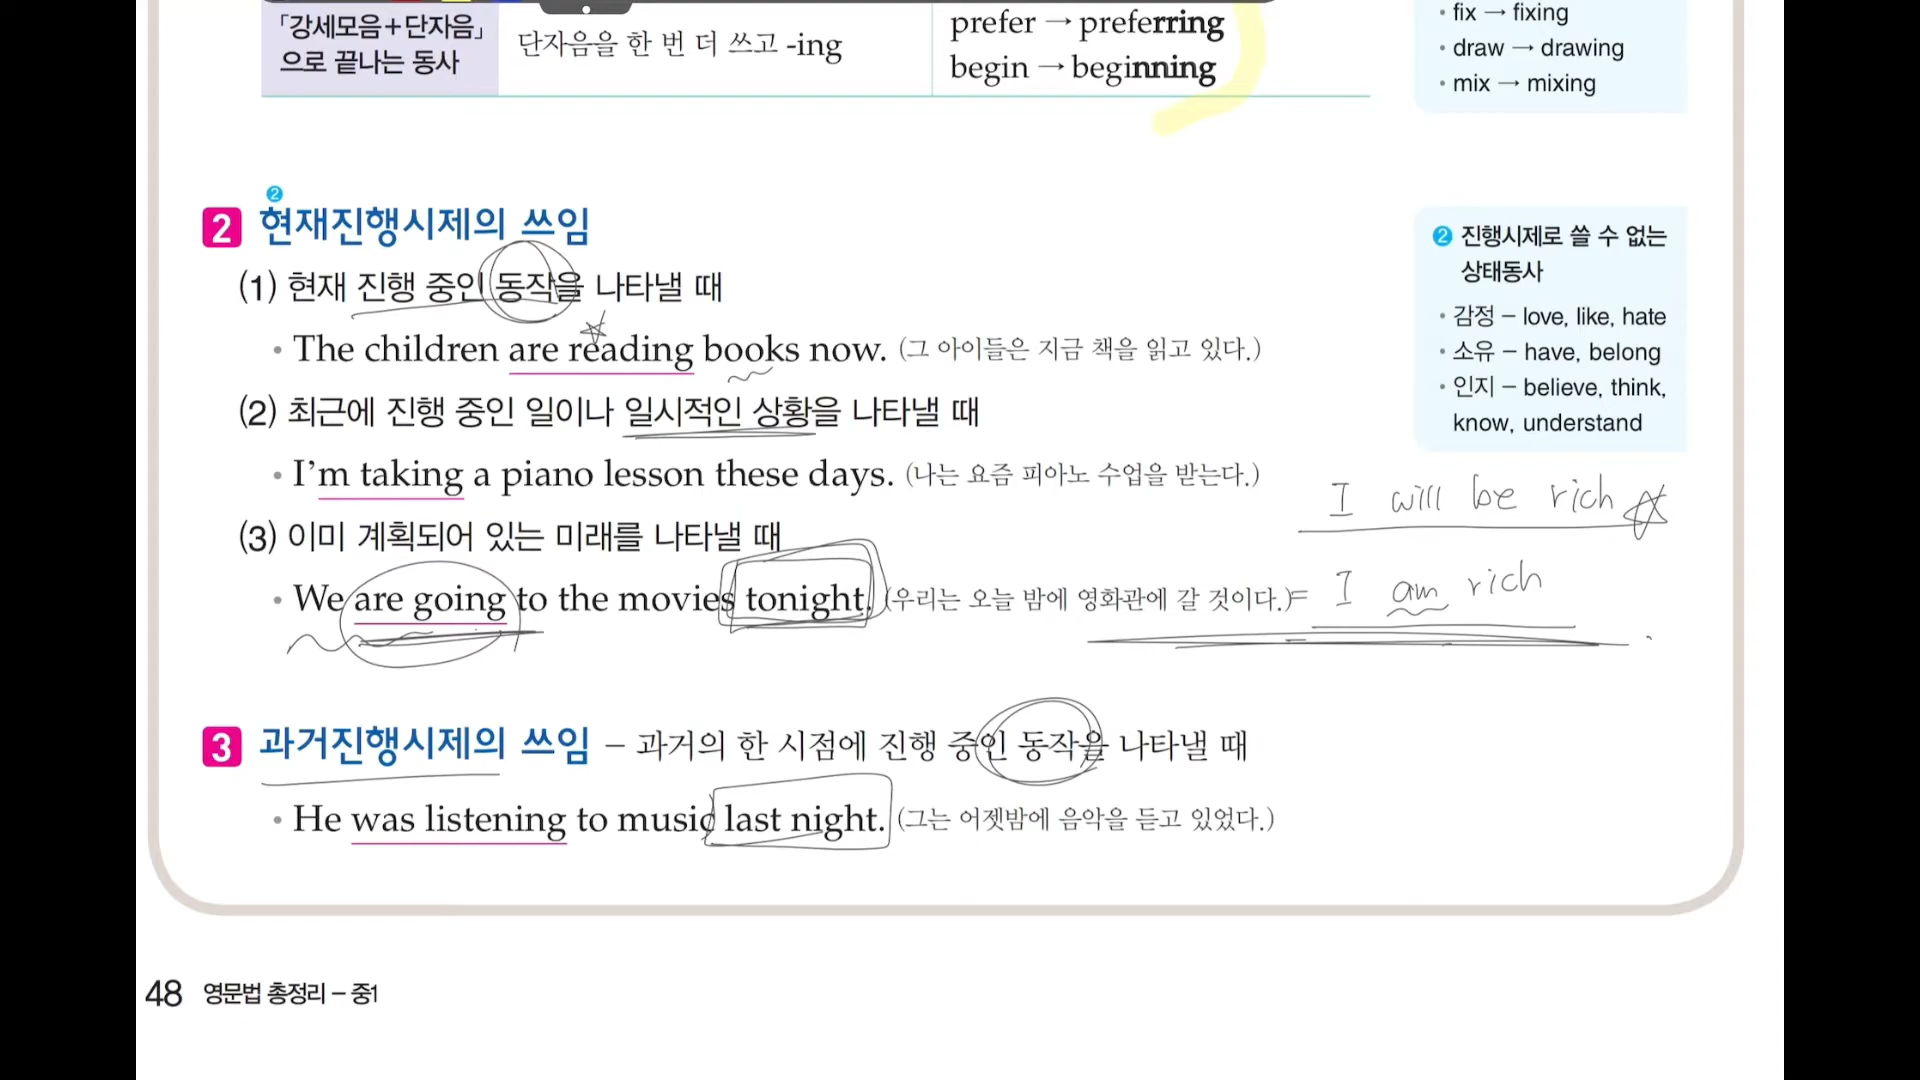 「강세모음+단자음」
으로 끝나는 동사
단자음을 한 번 더 쓰고 -ing
prefer → preferring
begin → beginning
• fix → fixing
• draw → drawing
• mix → mixing
2
2 현재진행시제의 쓰임
(1) 현재 진행 중인 동작을 나타낼 때
• The children are reading books now. (그 아이들은 지금 책을 읽고 있다.)
(2) 최근에 진행 중인 일이나 일시적인 상황을 나타낼 때
• I'm taking a piano lesson these days. (나는 요즘 피아노 수업을 받는다.)
(3) 이미 계획되어 있는 미래를 나타낼 때
• We are going to the movies tonight. (우리는 오늘 밤에 영화관에 갈 것이다.)
2 진행시제로 쓸 수 없는
상태동사
• 감정 – love, like, hate
• 소유 – have, belong
• 인지 – believe, think,
know, understand
I will be rich
= I am rich
3 과거진행시제의 쓰임 – 과거의 한 시점에 진행 중인 동작을 나타낼 때
• He was listening to music last night. (그는 어젯밤에 음악을 듣고 있었다.)
48 영문법 총정리 – 중1